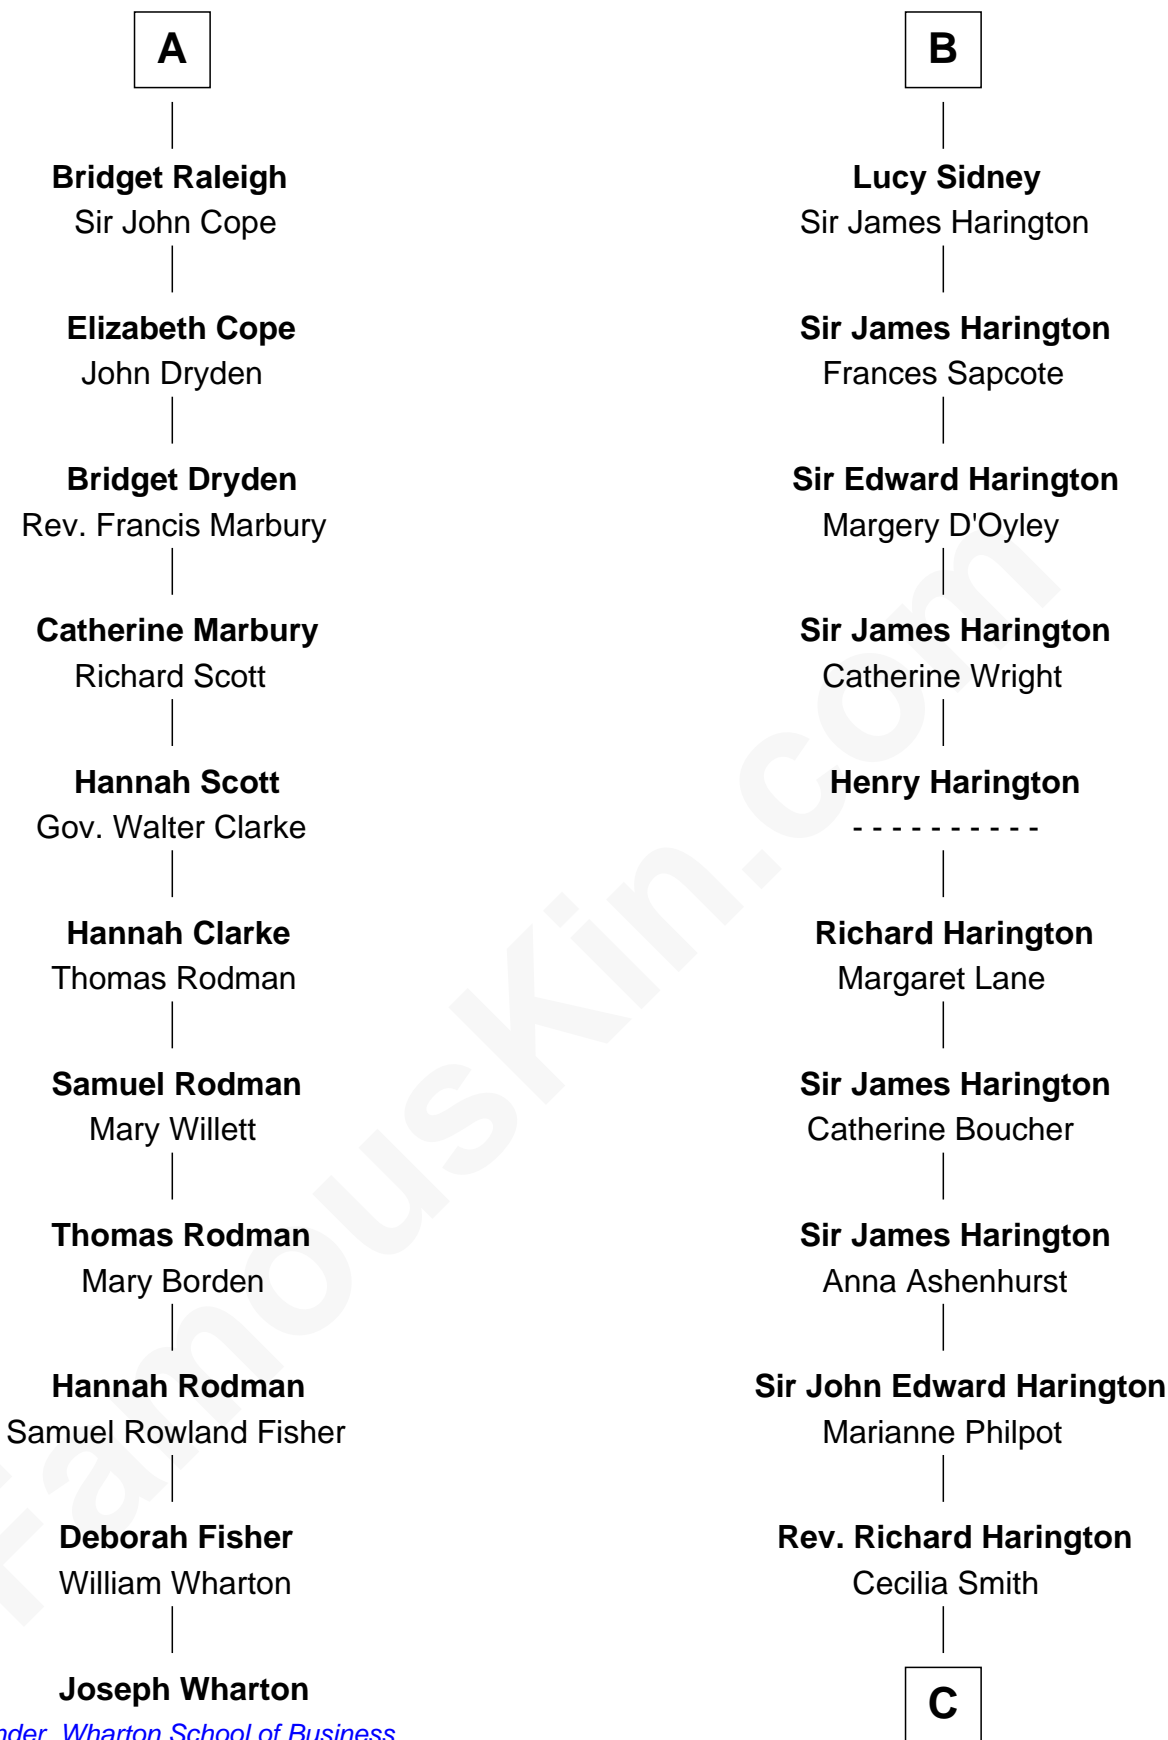 A
Bridget Raleigh
Sir John Cope
Elizabeth Cope
John Dryden
Bridget Dryden
Rev. Francis Marbury
Catherine Marbury
Richard Scott
Hannah Scott
Gov. Walter Clarke
Hannah Clarke
Thomas Rodman
Samuel Rodman
Mary Willett
Thomas Rodman
Mary Borden
Hannah Rodman
Samuel Rowland Fisher
Deborah Fisher
William Wharton
Joseph Wharton
Wharton School of Business
B
Lucy Sidney
Sir James Harington
Sir James Harington
Frances Sapcote
Sir Edward Harington
Margery D'Oyley
Sir James Harington
Catherine Wright
Henry Harington
- - - - - - - - - -
Richard Harington
Margaret Lane
Sir James Harington
Catherine Boucher
Sir James Harington
Anna Ashenhurst
Sir John Edward Harington
Marianne Philpot
Rev. Richard Harington
Cecilia Smith
C
FamousKin.com